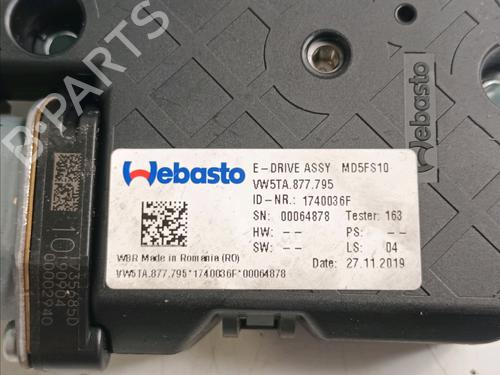 B-Parts
Webasto
Webasto
E-DRIVE ASSY MD5FS10
VW5TA.877.795
ID-NR.: 1740036F
SN: 00064878 Tester: 163
HW: -- PS: --
SW: -- LS: 04
WBR Made in Romania (RO) Date: 27.11.2019
VW5TA.877.795*1740036F*00064878
00002940